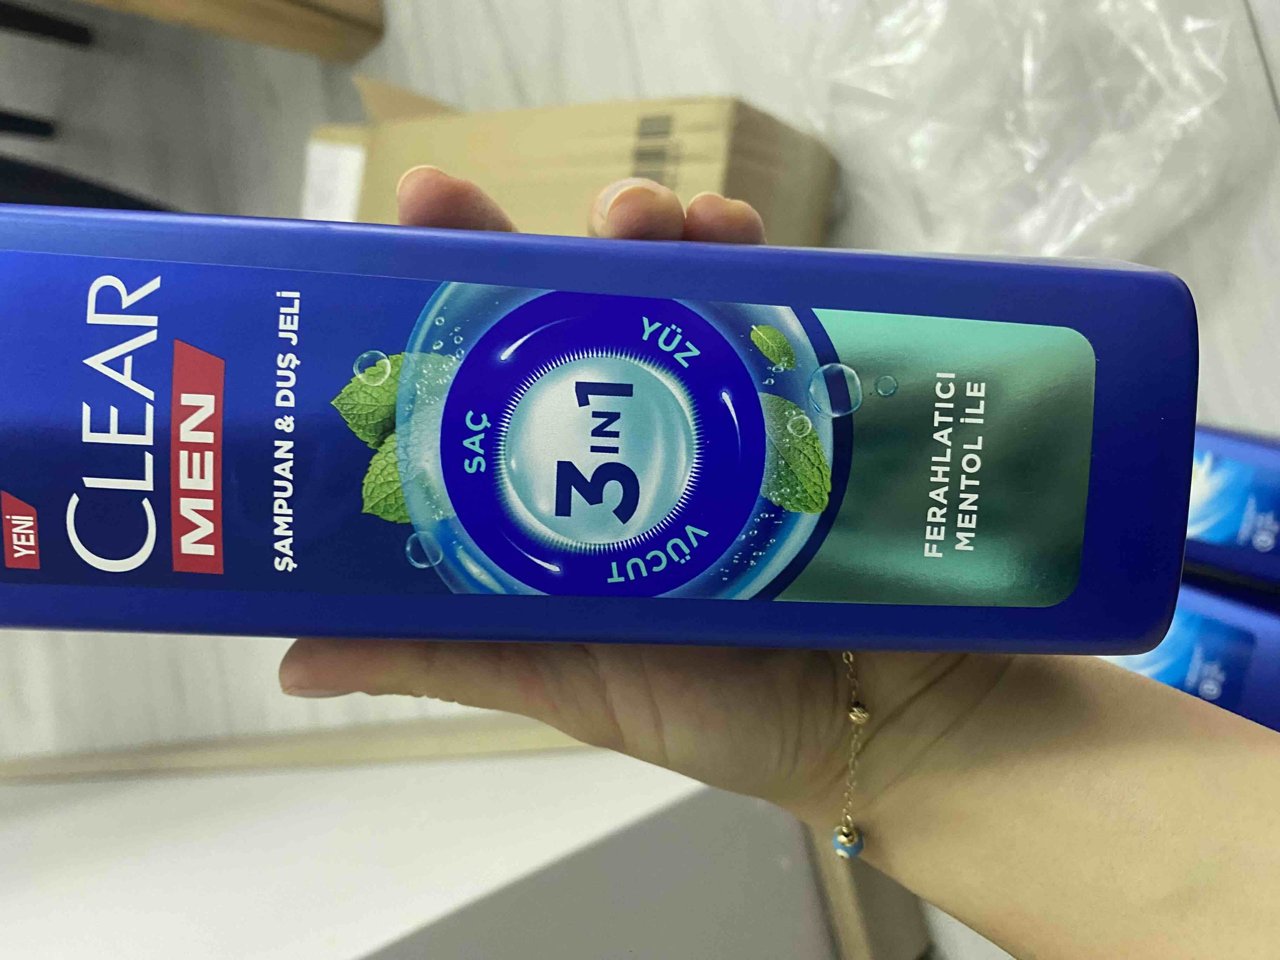 YENİ
CLEAR
MEN
ŞAMPUAN & DUŞ JELİ
SAÇ
YÜZ
VÜCUT
3 IN 1
FERAHLATICI
MENTOL İLE